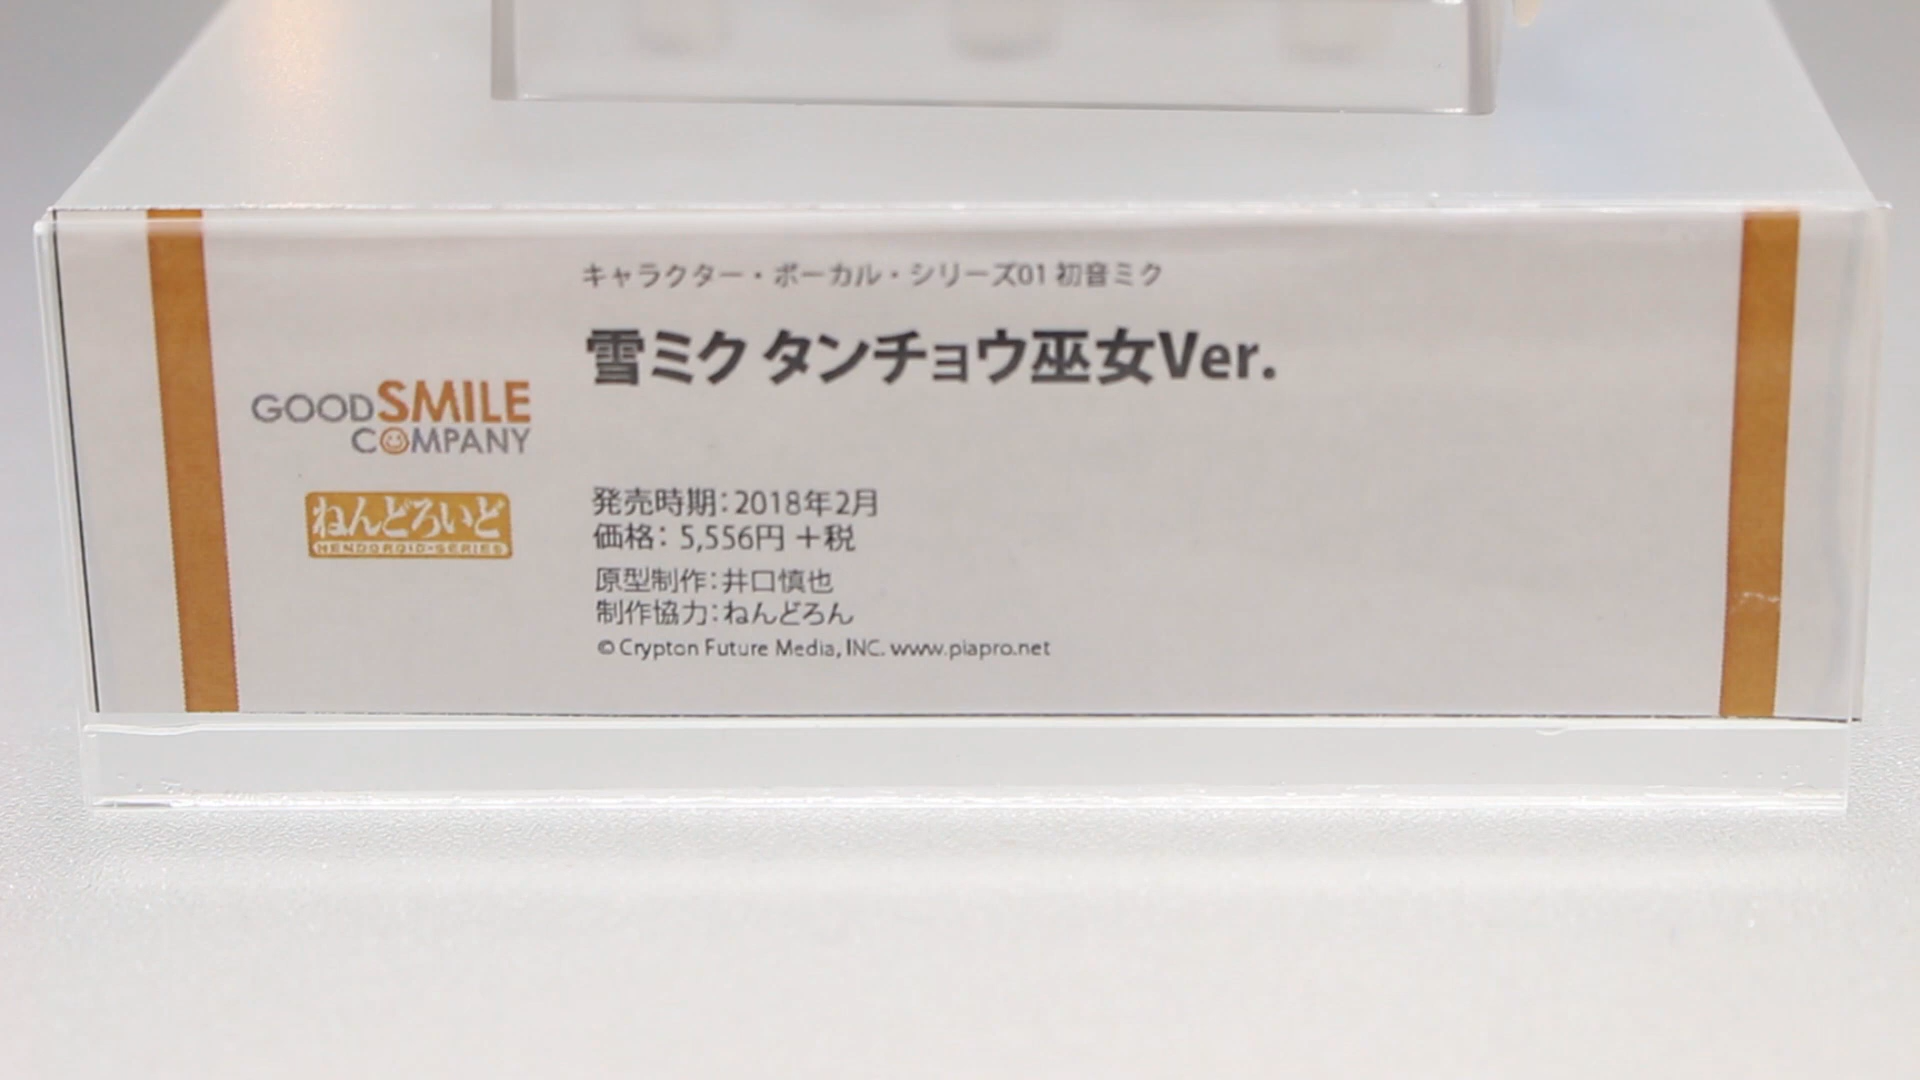 キャラクター・ボーカル・シリーズ01 初音ミク
雪ミク タンチョウ巫女Ver.
GOOD SMILE
COMPANY
ねんどろいど
NENDOROID-SERIES
発売時期：2018年2月
価格：5,556円＋税
原型制作：井口慎也
制作協力：ねんどろん
© Crypton Future Media, INC. www.piapro.net